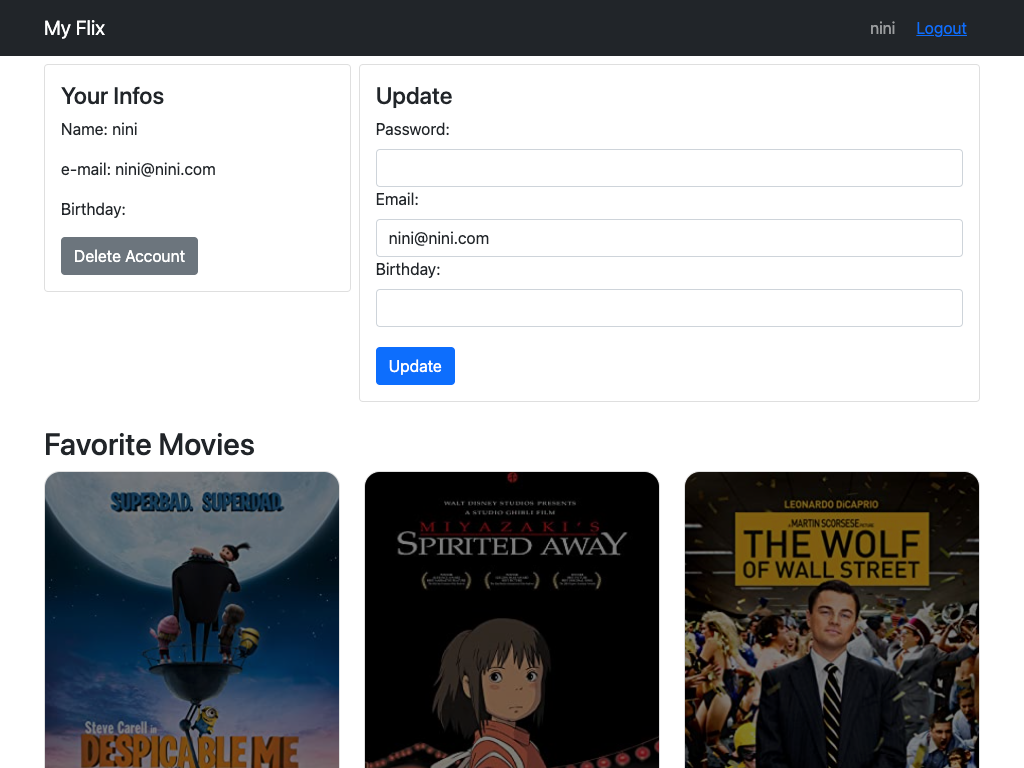 My Flix
nini
Logout
Your Infos
Name: nini
e-mail: nini@nini.com
Birthday:
Delete Account
Update
Password:
Email:
nini@nini.com
Birthday:
Update
Favorite Movies
SUPERBAD. SUPERDAD.
Steve Carell in
DESPICABLE ME
WALT DISNEY STUDIOS PRESENTS
A STUDIO GHIBLI FILM
MIYAZAKI'S
SPIRITED AWAY
LEONARDO DiCAPRIO
A MARTIN SCORSESE PICTURE
THE WOLF
OF WALL STREET